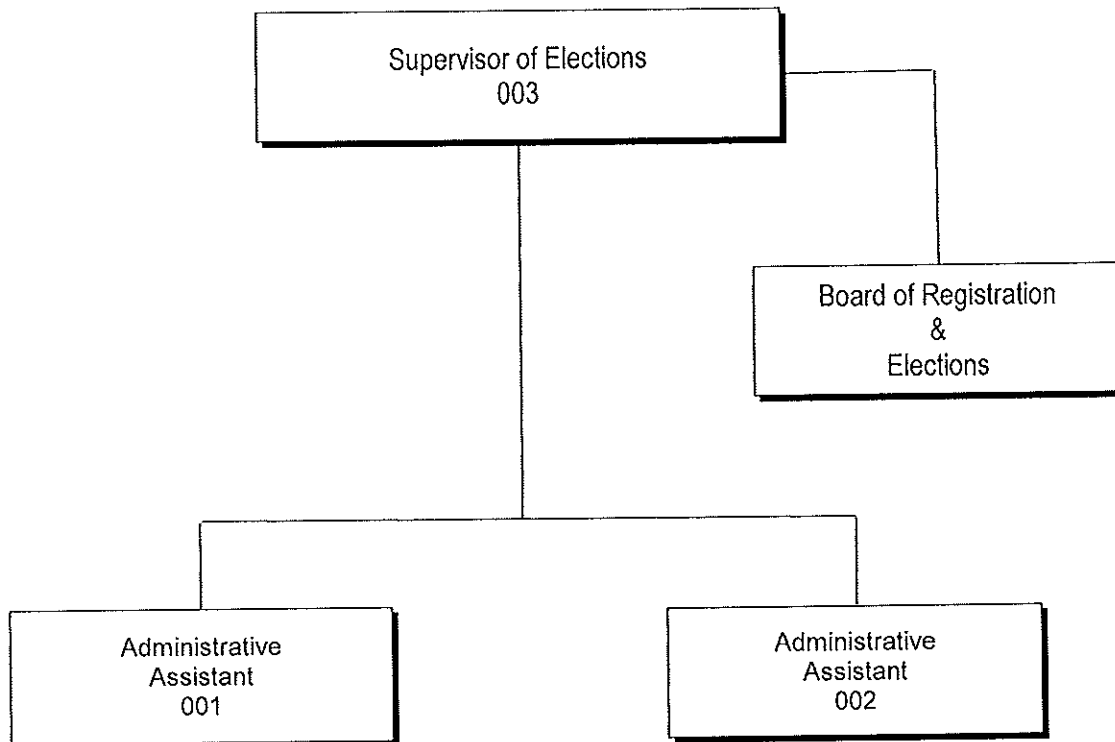 Supervisor of Elections
003
Board of Registration
&
Elections
Administrative
Assistant
001
Administrative
Assistant
002